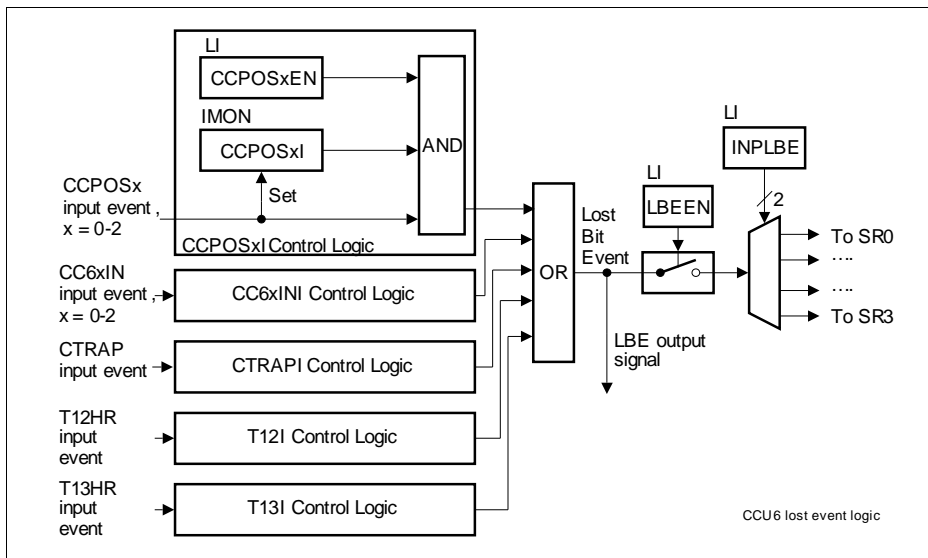 LI
CCPOSxEN
IMON
CCPOSxI
AND
Set
CCPOSx
input event ,
x = 0-2
CCPOSxI Control Logic
CC6xIN
input event ,
x = 0-2
CC6xINI Control Logic
CTRAP
input event
CTRAPI Control Logic
T12HR
input
event
T12I Control Logic
T13HR
input
event
T13I Control Logic
OR
Lost
Bit
Event
LBE output
signal
LI
LBEEN
LI
INPLBE
2
To SR0
....
....
To SR3
CCU6 lost event logic